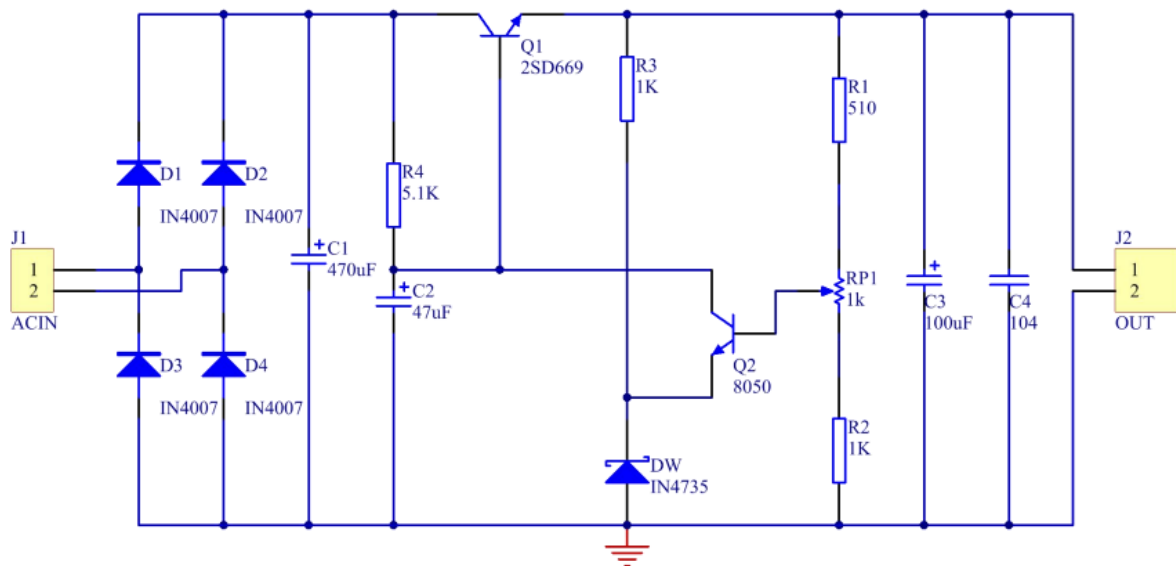 Q1
2SD669
R3
1K
R1
510
D1
IN4007
D2
IN4007
R4
5.1K
J1
1
2
ACIN
C1
470uF
C2
47uF
RP1
1k
C3
100uF
C4
104
J2
1
2
OUT
D3
IN4007
D4
IN4007
Q2
8050
R2
1K
DW
IN4735